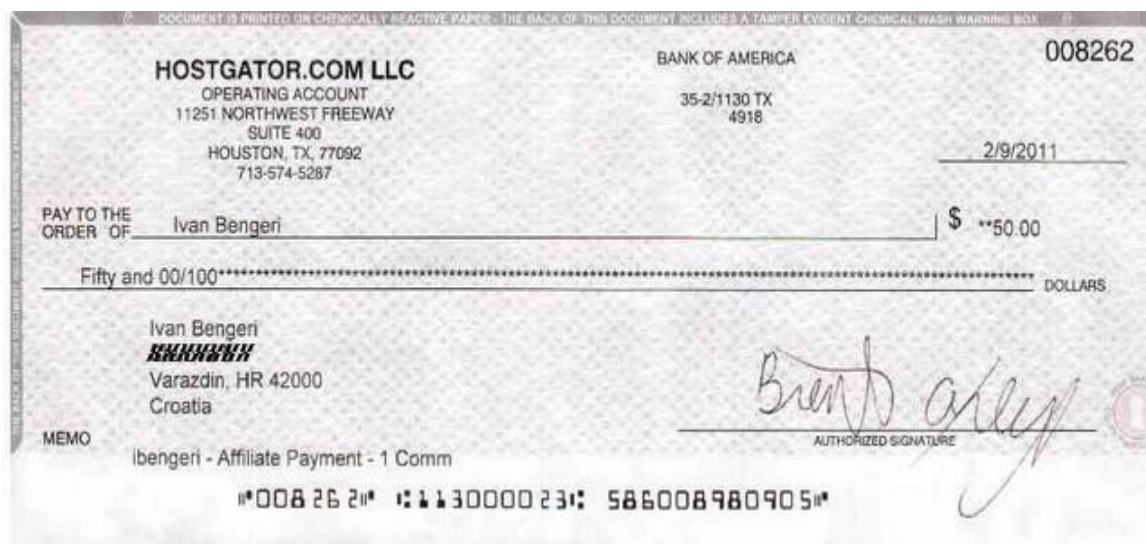 DOCUMENT IS PRINTED ON CHEMICALLY REACTIVE PAPER - THE BACK OF THIS DOCUMENT INCLUDES A TAMPER EVIDENT CHEMICAL WASH WARNING BOX
008262
HOSTGATOR.COM LLC
OPERATING ACCOUNT
11251 NORTHWEST FREEWAY
SUITE 400
HOUSTON, TX, 77092
713-574-5287
BANK OF AMERICA
35-2/1130 TX
4918
2/9/2011
PAY TO THE
ORDER OF Ivan Bengeri $ **50.00
Fifty and 00/100 DOLLARS
Ivan Bengeri
Varazdin, HR 42000
Croatia
Brent Oxley
AUTHORIZED SIGNATURE
MEMO
ibengeri - Affiliate Payment - 1 Comm
⑈008262⑈ ⑆113000023⑆ 586008980905⑈